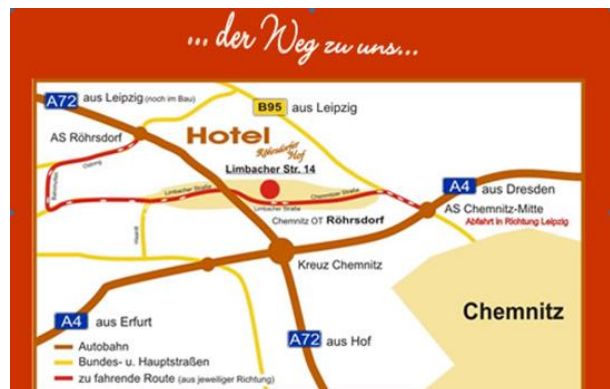 ... der Weg zu uns...
A72 aus Leipzig (noch im Bau)
B95 aus Leipzig
AS Röhrsdorf
Hotel
Röhrsdorfer
Hof
Limbacher Str. 14
Limbacher Straße
Chemnitzer Straße
Limbacher Straße
A4 aus Dresden
AS Chemnitz-Mitte
Abfahrt in Richtung Leipzig
Chemnitz OT Röhrsdorf
Kreuz Chemnitz
Chemnitz
A4 aus Erfurt
A72 aus Hof
Autobahn
Bundes- u. Hauptstraßen
zu fahrende Route (aus jeweiliger Richtung)